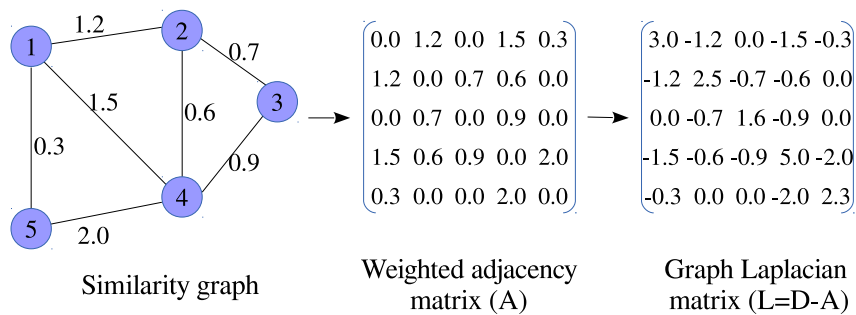 1.2
1
2
0.7
3
1.5
0.6
0.3
0.9
4
5
2.0
Similarity graph
0.0 1.2 0.0 1.5 0.3
1.2 0.0 0.7 0.6 0.0
0.0 0.7 0.0 0.9 0.0
1.5 0.6 0.9 0.0 2.0
0.3 0.0 0.0 2.0 0.0
Weighted adjacency
matrix (A)
3.0 -1.2 0.0 -1.5 -0.3
-1.2 2.5 -0.7 -0.6 0.0
0.0 -0.7 1.6 -0.9 0.0
-1.5 -0.6 -0.9 5.0 -2.0
-0.3 0.0 0.0 -2.0 2.3
Graph Laplacian
matrix (L=D-A)